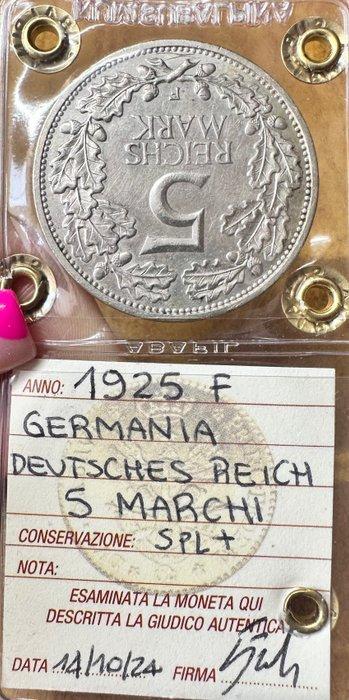 F
REICHS
MARK
5
ANNO: 1925 F
GERMANIA
DEUTSCHES REICH
5 MARCHI
CONSERVAZIONE: SPL+
NOTA:
ESAMINATA LA MONETA QUI
DESCRITTA LA GIUDICO AUTENTICA
DATA 14/10/24 FIRMA